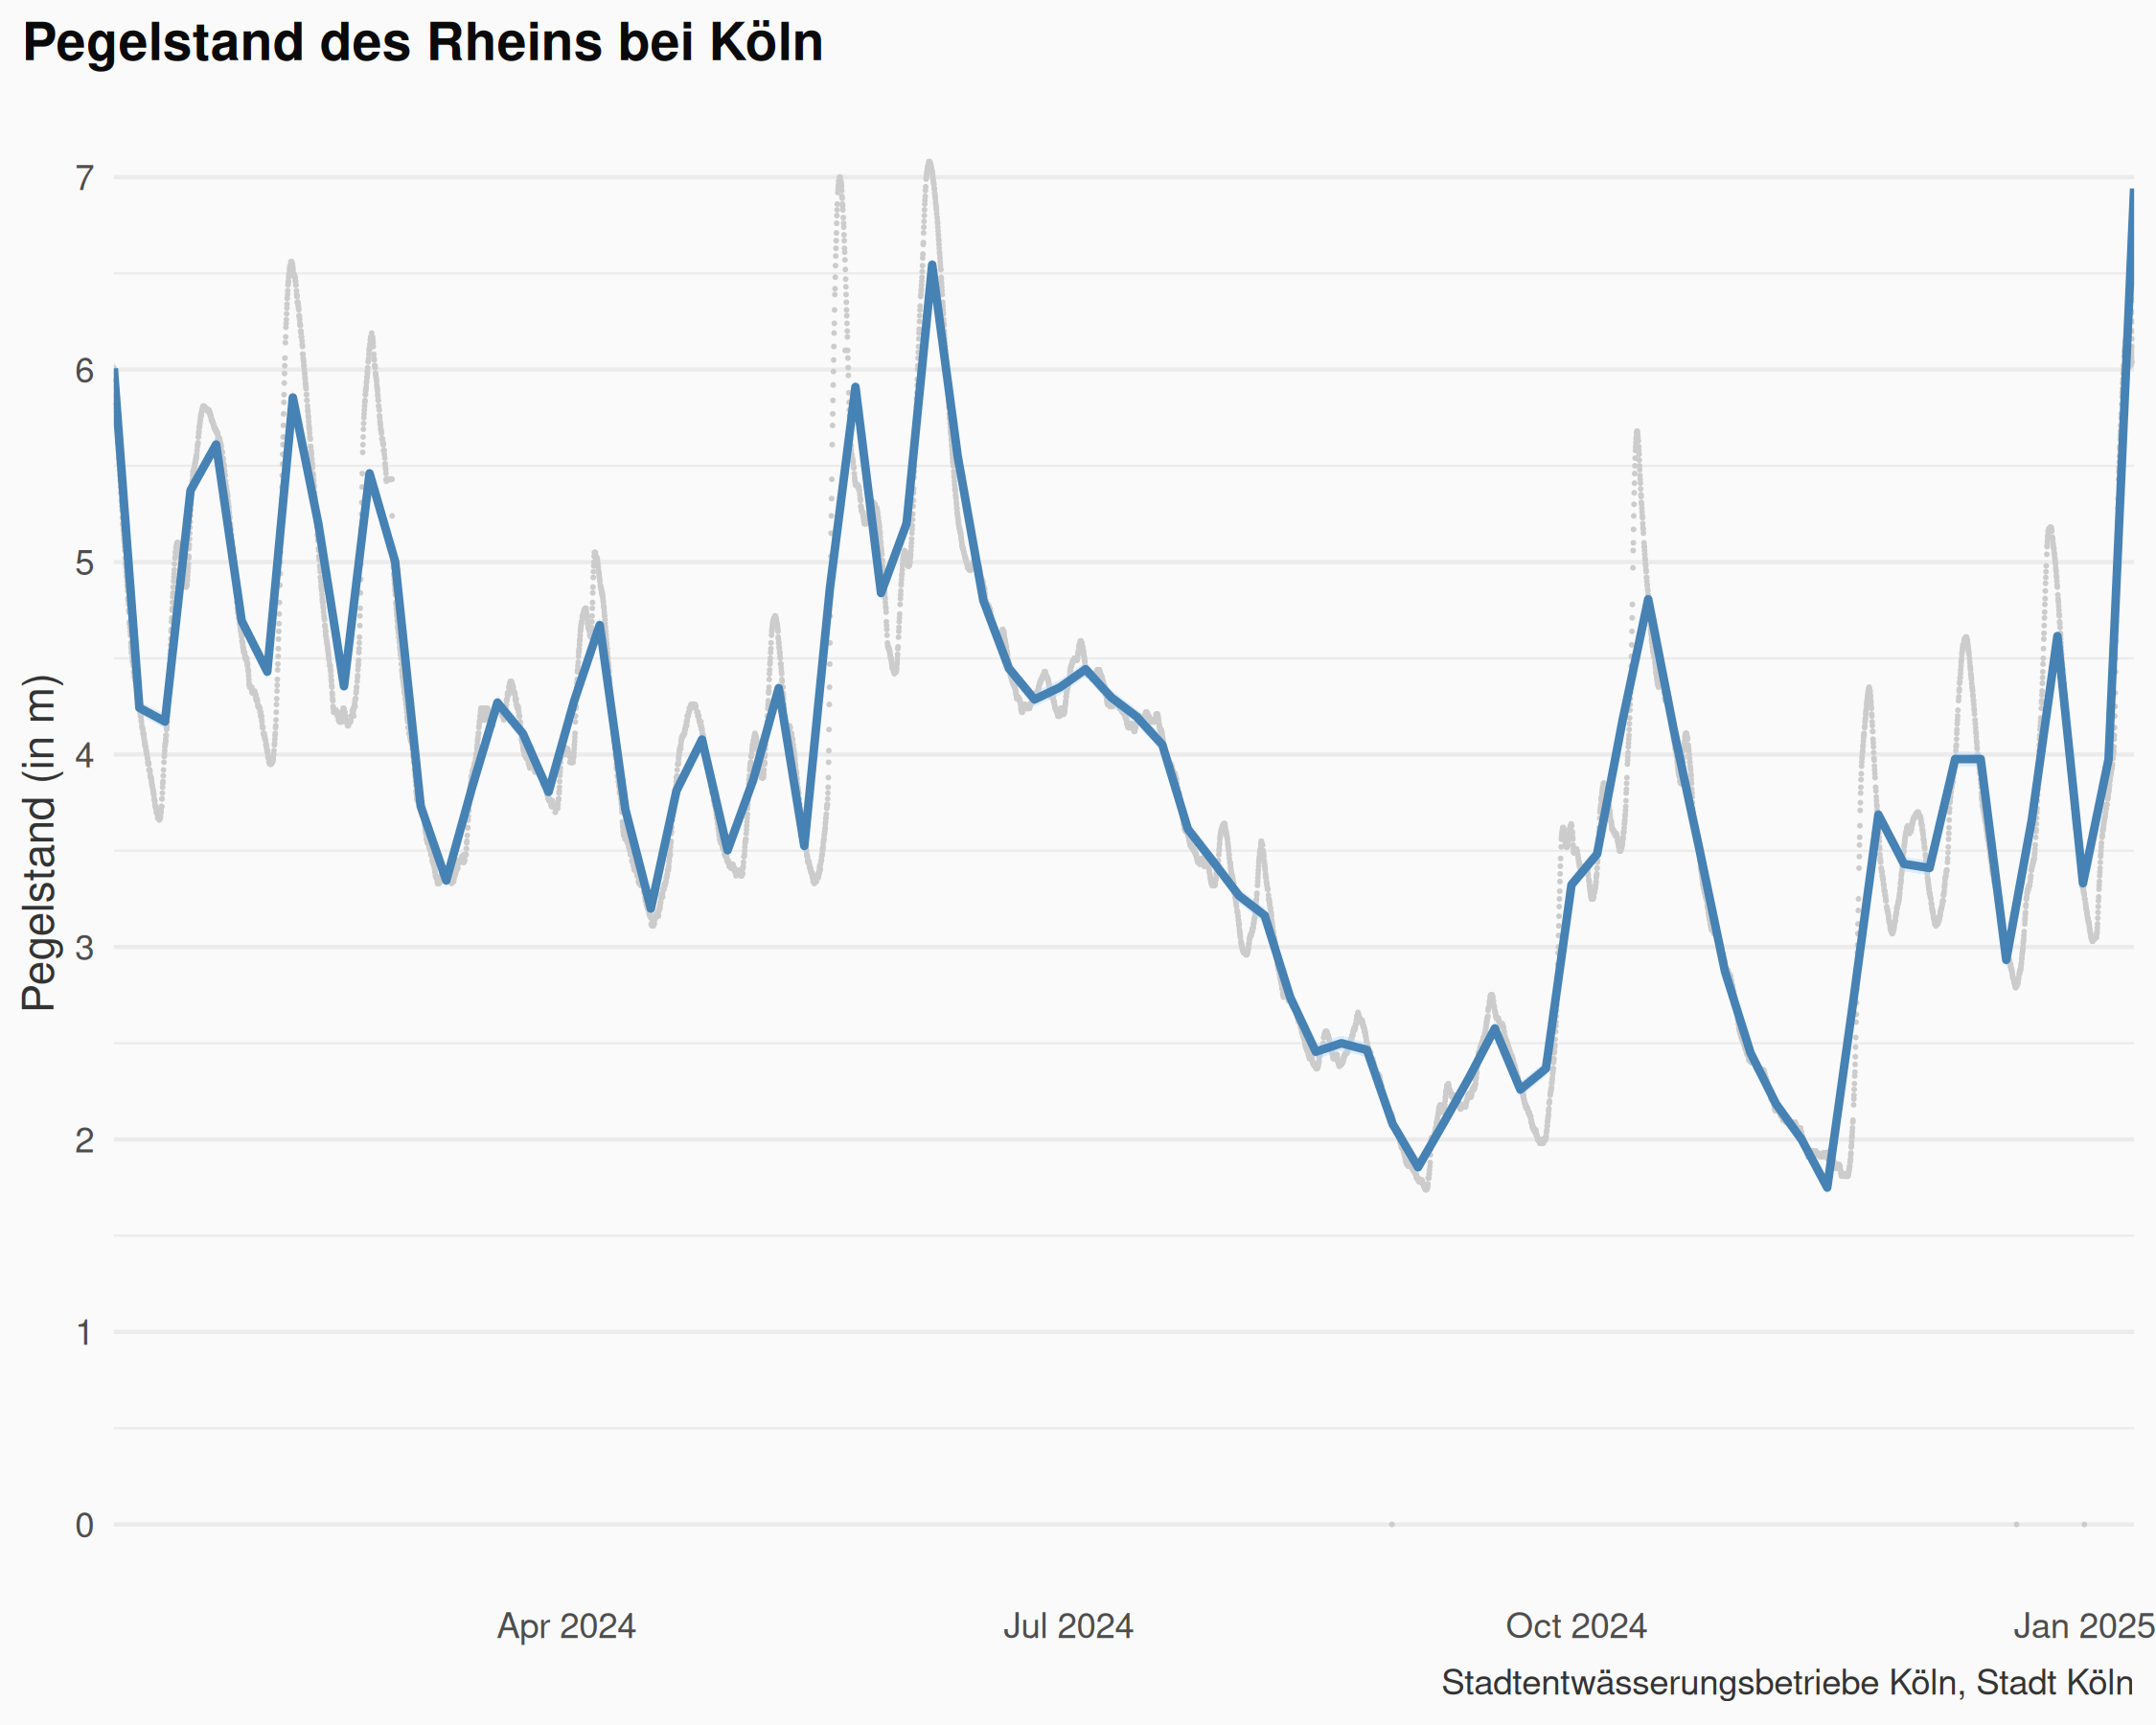 Pegelstand des Rheins bei Köln
Pegelstand (in m)
7
6
5
4
3
2
1
0
Apr 2024 Jul 2024 Oct 2024 Jan 2025
Stadtentwässerungsbetriebe Köln, Stadt Köln